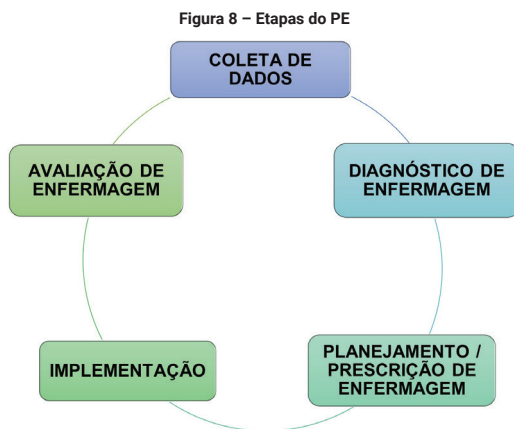 Figura 8 – Etapas do PE
COLETA DE
DADOS
DIAGNÓSTICO DE
ENFERMAGEM
PLANEJAMENTO /
PRESCRIÇÃO DE
ENFERMAGEM
IMPLEMENTAÇÃO
AVALIAÇÃO DE
ENFERMAGEM